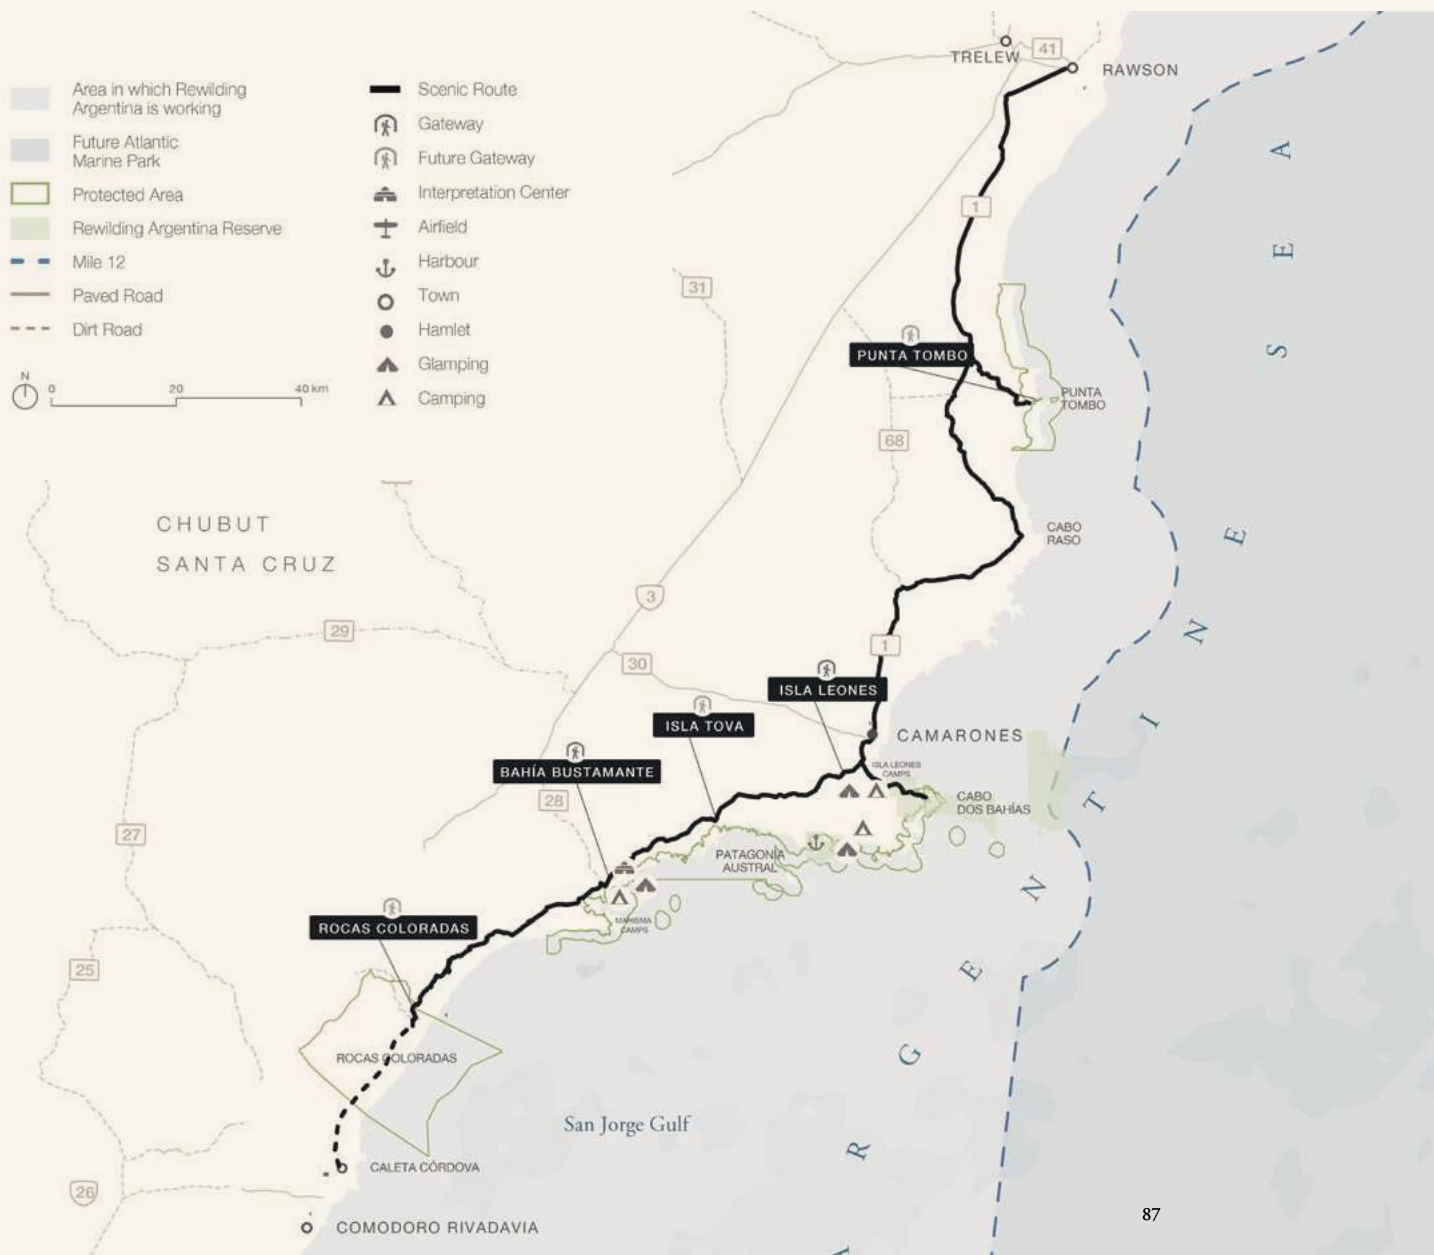 Area in which Rewilding
Argentina is working
Future Atlantic
Marine Park
Protected Area
Rewilding Argentina Reserve
Mile 12
Paved Road
Dirt Road
N
0 20 40 km
Scenic Route
Gateway
Future Gateway
Interpretation Center
Airfield
Harbour
Town
Hamlet
Glamping
Camping
TRELEW
41
RAWSON
1
31
PUNTA TOMBO
PUNTA
TOMBO
68
CHUBUT
SANTA CRUZ
CABO
RASO
3
29
30
1
ISLA LEONES
ISLA TOVA
CAMARONES
BAHÍA BUSTAMANTE
ISLA LEONES
CAMPS
28
CABO
DOS BAHÍAS
27
PATAGONIA
AUSTRAL
ROCAS COLORADAS
MARISMA
CAMPS
25
ROCAS COLORADAS
San Jorge Gulf
CALETA CÓRDOVA
26
COMODORO RIVADAVIA
A R G E N T I N E S E A
87